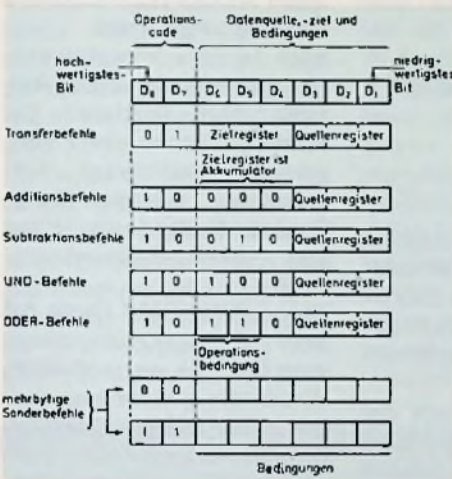 Operations-
code
Datenquelle,-ziel und
Bedingungen
hoch-
wertigstes-
Bit
niedrig-
wertigstes
Bit
D8 D7 D6 D5 D4 D3 D2 D1
Transferbefehle 0 1 Zielregister Quellenregister
Zielregister ist
Akkumulator
Additionsbefehle 1 0 0 0 0 Quellenregister
Subtraktionsbefehle 1 0 0 1 0 Quellenregister
UND-Befehle 1 0 1 0 0 Quellenregister
ODER-Befehle 1 0 1 1 0 Quellenregister
Operations-
bedingung
mehrbytige
Sonderbefehle
0 0
1 1
Bedingungen